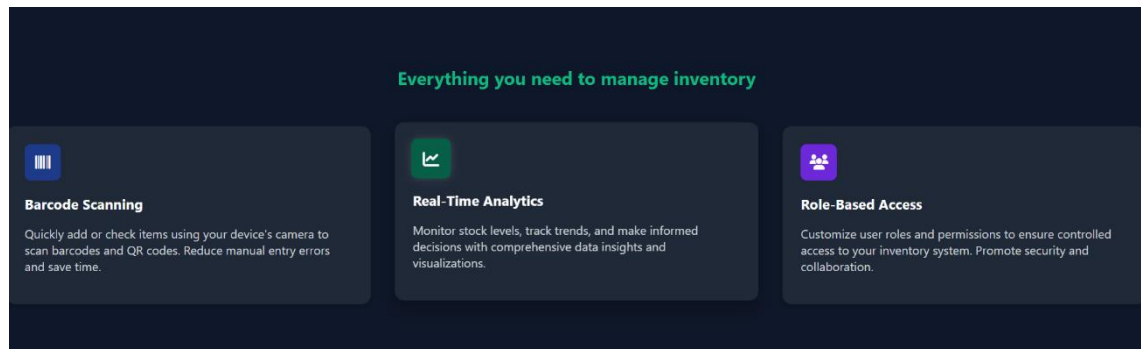 Everything you need to manage inventory
Barcode Scanning
Quickly add or check items using your device's camera to
scan barcodes and QR codes. Reduce manual entry errors
and save time.
Real-Time Analytics
Monitor stock levels, track trends, and make informed
decisions with comprehensive data insights and
visualizations.
Role-Based Access
Customize user roles and permissions to ensure controlled
access to your inventory system. Promote security and
collaboration.